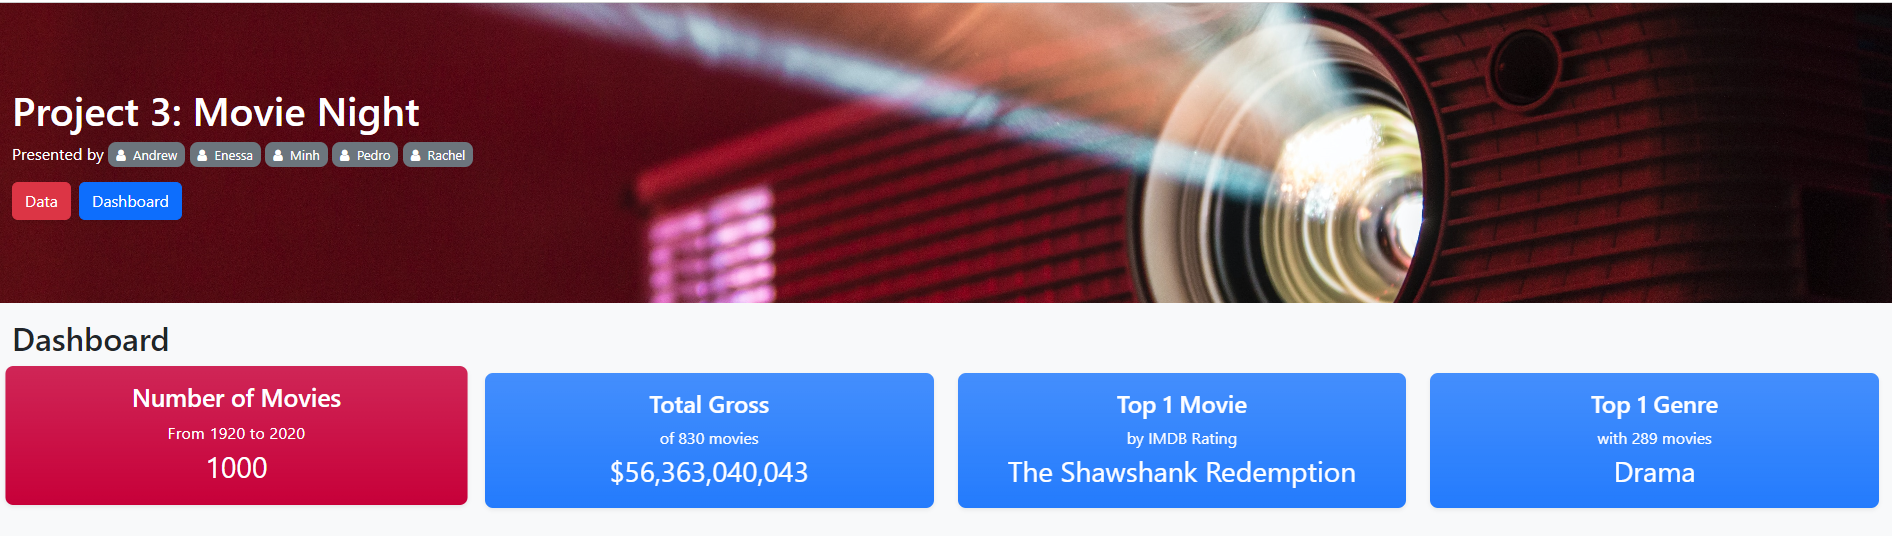 Project 3: Movie Night
Presented by Andrew Enessa Minh Pedro Rachel
Data Dashboard
Dashboard
Number of Movies
From 1920 to 2020
1000
Total Gross
of 830 movies
$56,363,040,043
Top 1 Movie
by IMDB Rating
The Shawshank Redemption
Top 1 Genre
with 289 movies
Drama